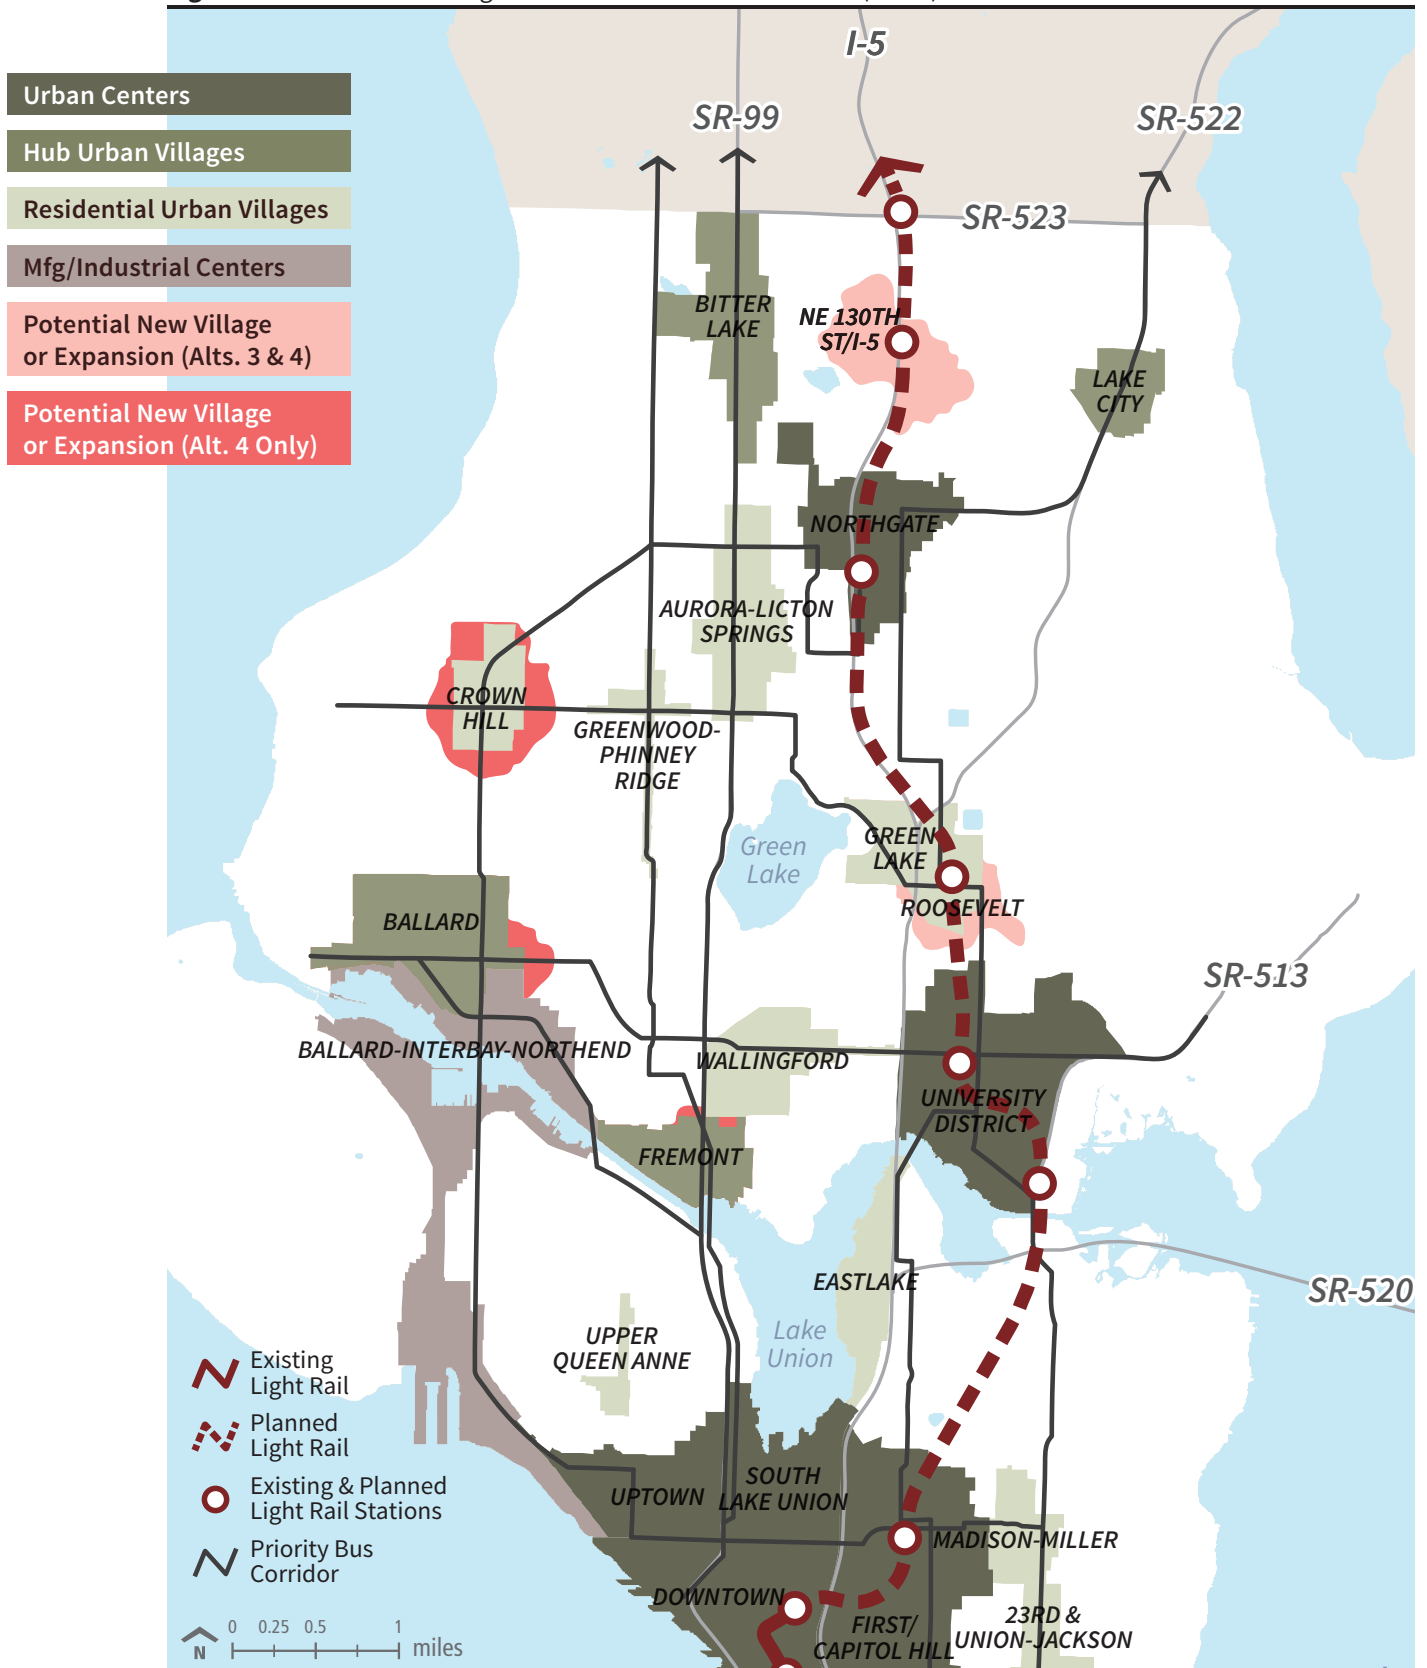 I-5
SR-99
SR-522
SR-523
Urban Centers
Hub Urban Villages
Residential Urban Villages
Mfg/Industrial Centers
Potential New Village
or Expansion (Alts. 3 & 4)
Potential New Village
or Expansion (Alt. 4 Only)
BITTER
LAKE
NE 130TH
ST/I-5
LAKE
CITY
NORTHGATE
AURORA-LICTON
SPRINGS
CROWN
HILL
GREENWOOD-
PHINNEY
RIDGE
Green
Lake
GREEN
LAKE
ROOSEVELT
BALLARD
SR-513
BALLARD-INTERBAY-NORTHEND
WALLINGFORD
UNIVERSITY
DISTRICT
FREMONT
EASTLAKE
SR-520
UPPER
QUEEN ANNE
Lake
Union
Existing
Light Rail
Planned
Light Rail
Existing & Planned
Light Rail Stations
Priority Bus
Corridor
SOUTH
LAKE UNION
UPTOWN
MADISON-MILLER
DOWNTOWN
FIRST/
CAPITOL HILL
23RD &
UNION-JACKSON
N
0 0.25 0.5 1
miles